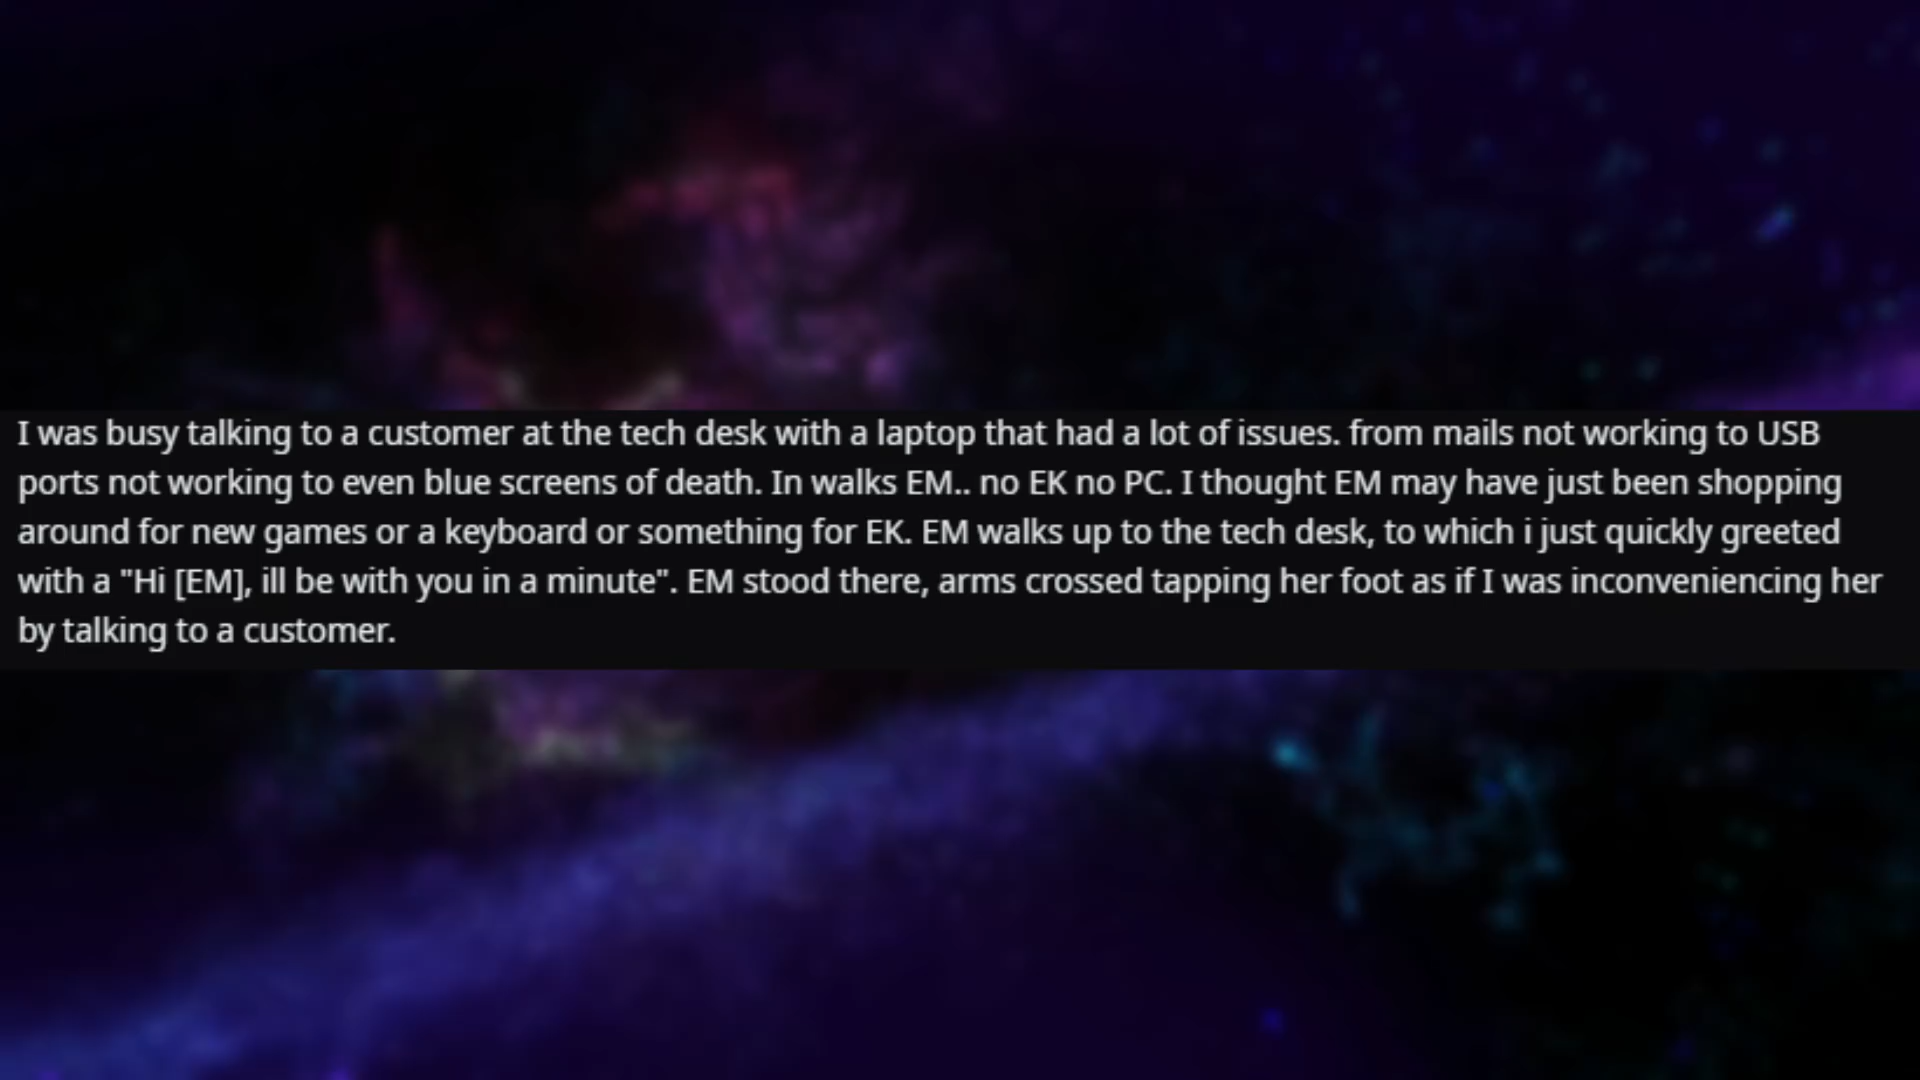 I was busy talking to a customer at the tech desk with a laptop that had a lot of issues. from mails not working to USB
ports not working to even blue screens of death. In walks EM.. no EK no PC. I thought EM may have just been shopping
around for new games or a keyboard or something for EK. EM walks up to the tech desk, to which i just quickly greeted
with a "Hi [EM], ill be with you in a minute". EM stood there, arms crossed tapping her foot as if I was inconveniencing her
by talking to a customer.